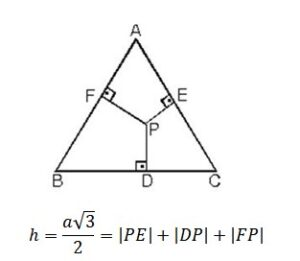 A
F
E
P
B
D
C
h = a√3/2 = |PE| + |DP| + |FP|